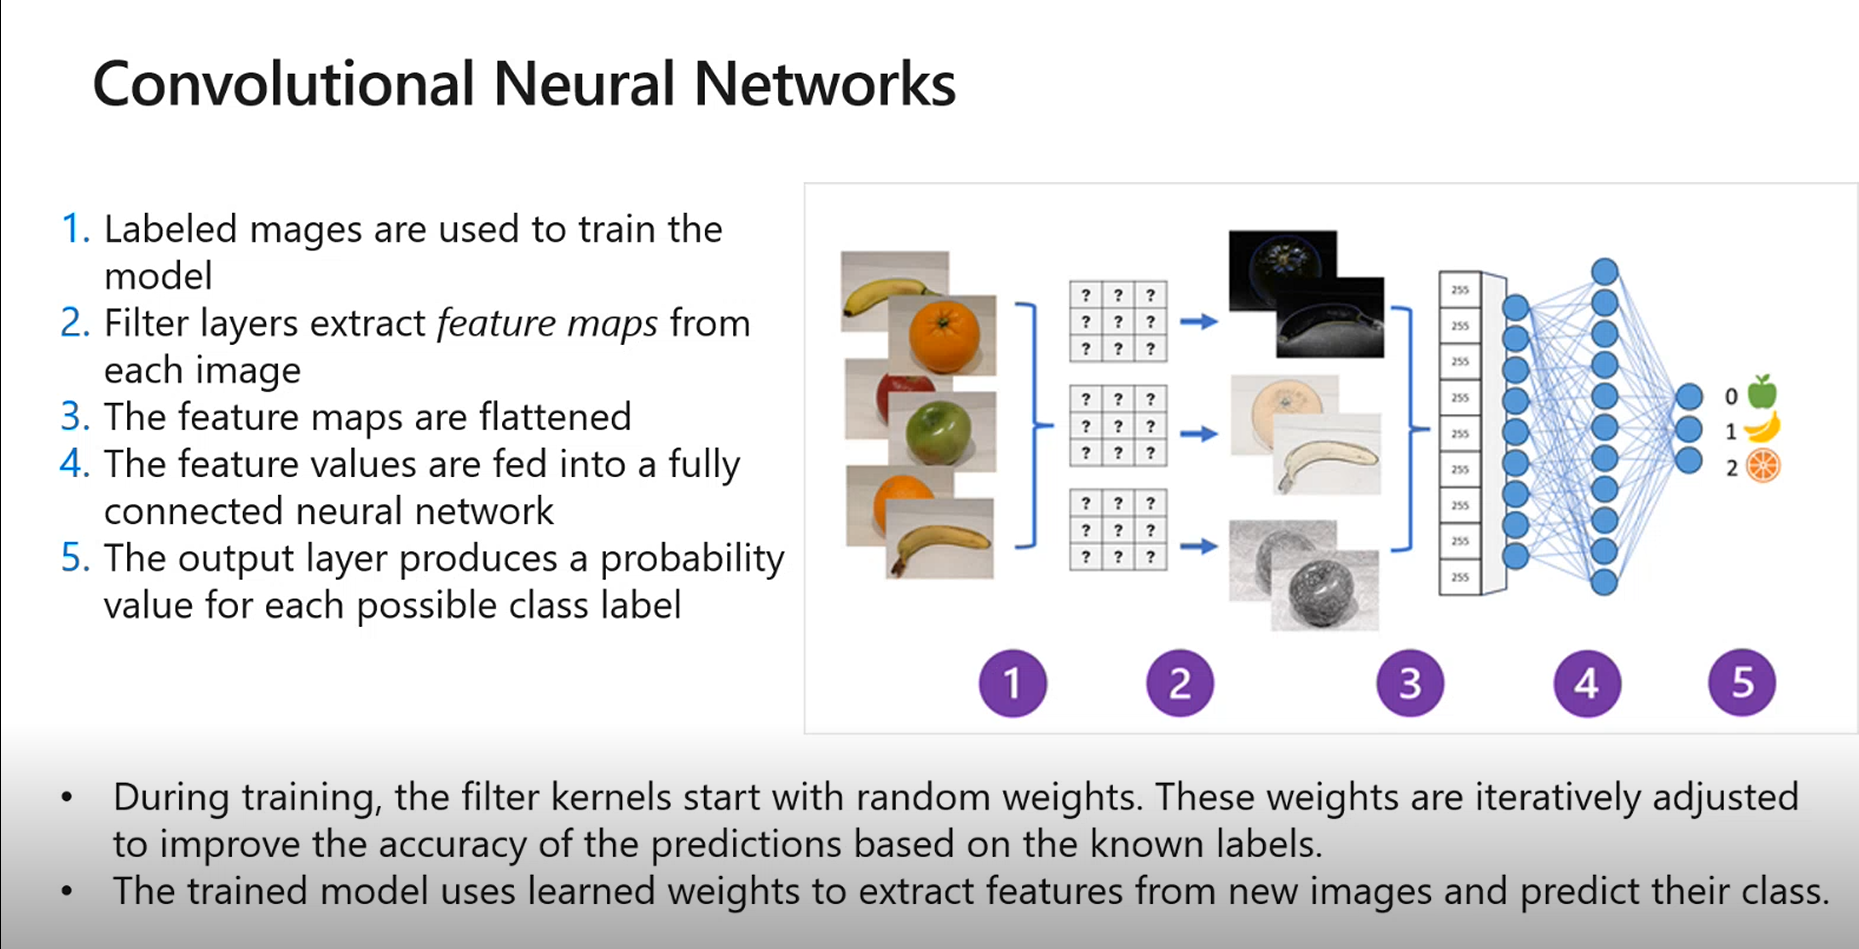 Convolutional Neural Networks
1. Labeled mages are used to train the
model
2. Filter layers extract feature maps from
each image
3. The feature maps are flattened
4. The feature values are fed into a fully
connected neural network
5. The output layer produces a probability
value for each possible class label
? ? ?
? ? ?
? ? ?
? ? ?
? ? ?
? ? ?
? ? ?
? ? ?
? ? ?
255
255
255
255
255
255
255
255
255
0
1
2
1 2 3 4 5
• During training, the filter kernels start with random weights. These weights are iteratively adjusted
to improve the accuracy of the predictions based on the known labels.
• The trained model uses learned weights to extract features from new images and predict their class.